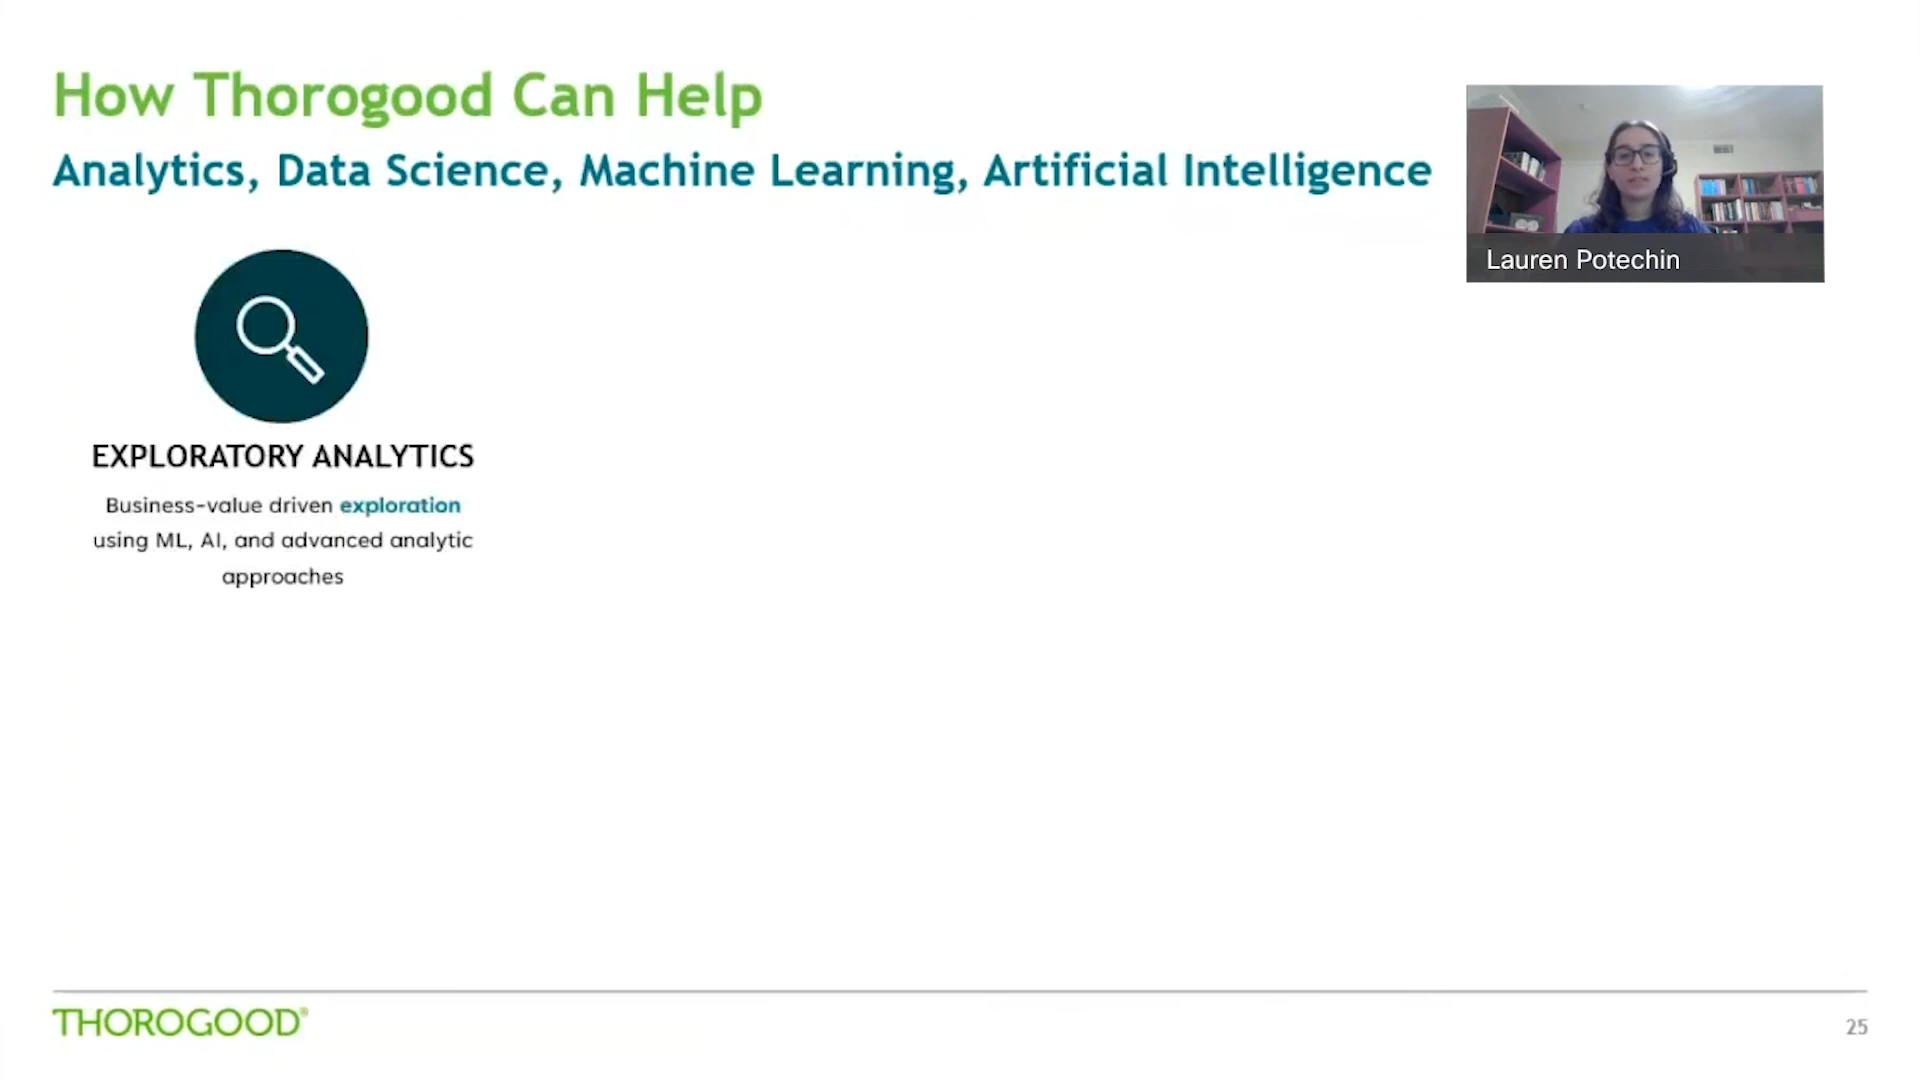 How Thorogood Can Help
Analytics, Data Science, Machine Learning, Artificial Intelligence
Lauren Potechin
EXPLORATORY ANALYTICS
Business-value driven exploration
using ML, AI, and advanced analytic
approaches
THOROGOOD®
25